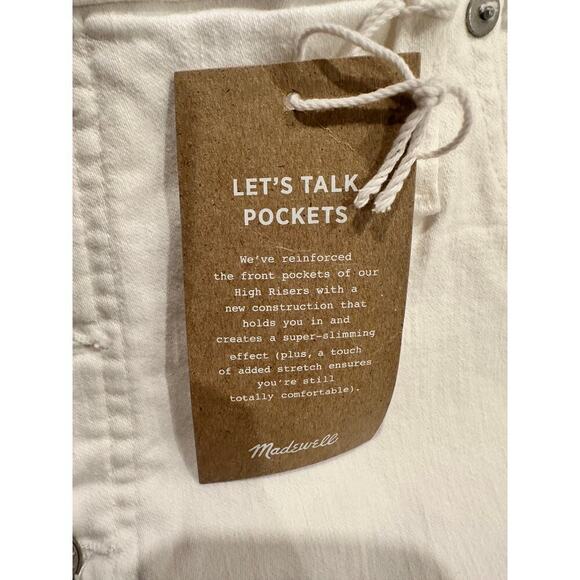 LET'S TALK
POCKETS
We've reinforced
the front pockets of our
High Risers with a
new construction that
holds you in and
creates a super-slimming
effect (plus, a touch
of added stretch ensures
you're still
totally comfortable).
Madewell